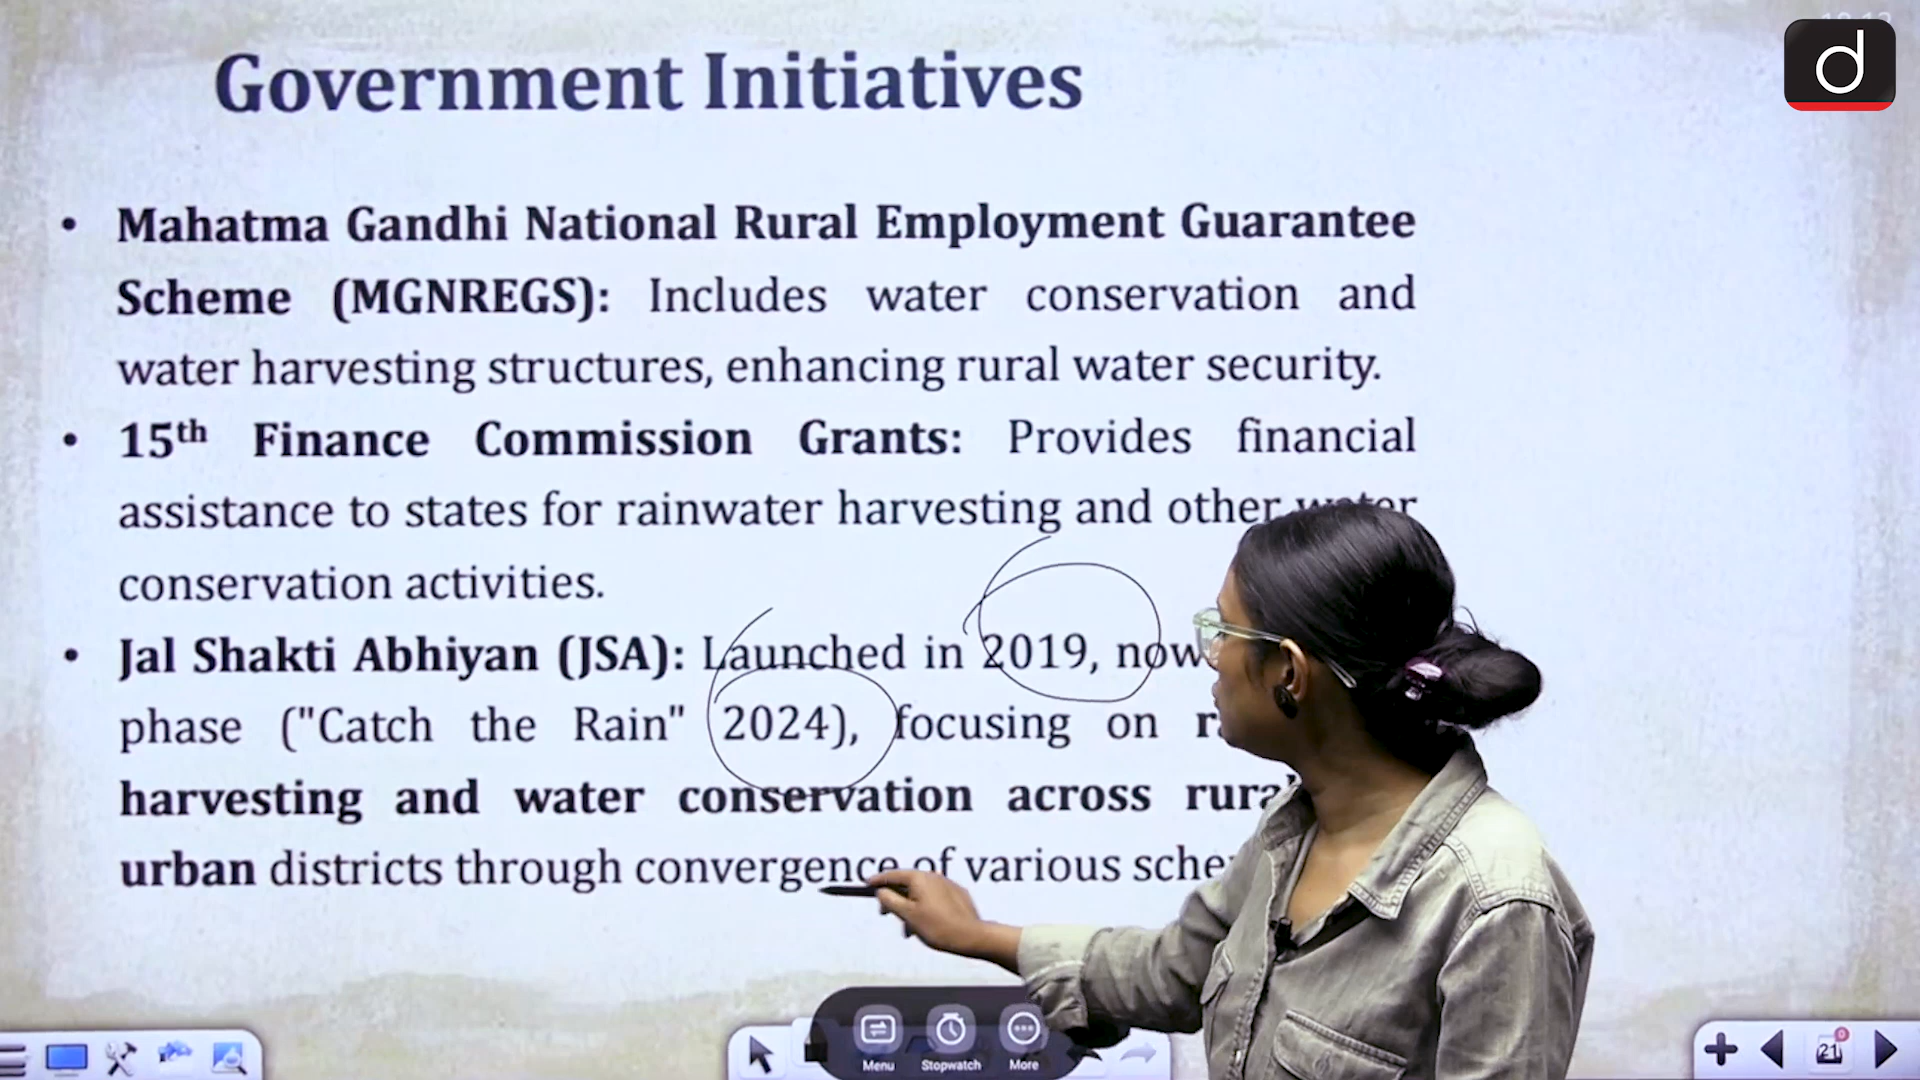 Government Initiatives
• Mahatma Gandhi National Rural Employment Guarantee
Scheme (MGNREGS): Includes water conservation and
water harvesting structures, enhancing rural water security.
• 15th Finance Commission Grants: Provides financial
assistance to states for rainwater harvesting and other water
conservation activities.
• Jal Shakti Abhiyan (JSA): Launched in 2019, now
phase ("Catch the Rain" 2024), focusing on
harvesting and water conservation across rural
urban districts through convergence of various
d
Menu Stopwatch More
21